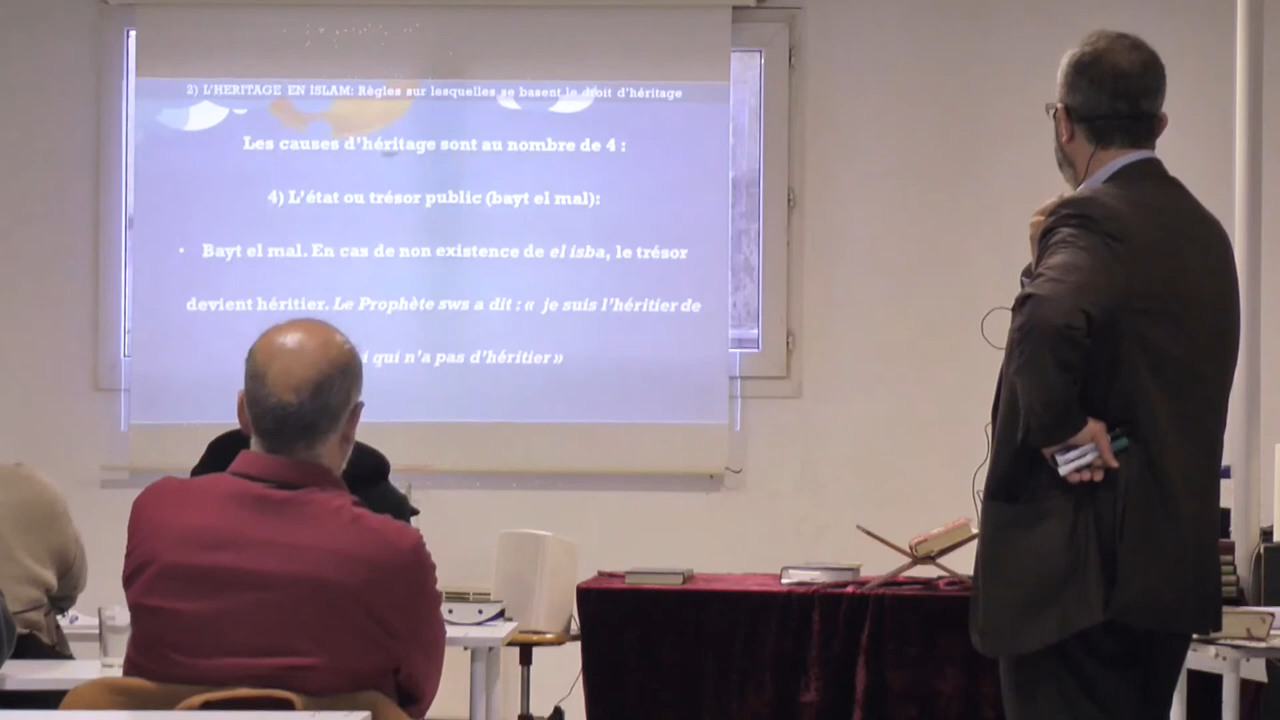 2) L'HERITAGE EN ISLAM: Règles sur lesquelles se basent le droit d'héritage
Les causes d'héritage sont au nombre de 4 :
4) L'état ou trésor public (bayt el mal):
• Bayt el mal. En cas de non existence de el isba, le trésor
devient héritier. Le Prophète sws a dit : « je suis l'héritier de
qui n'a pas d'héritier »